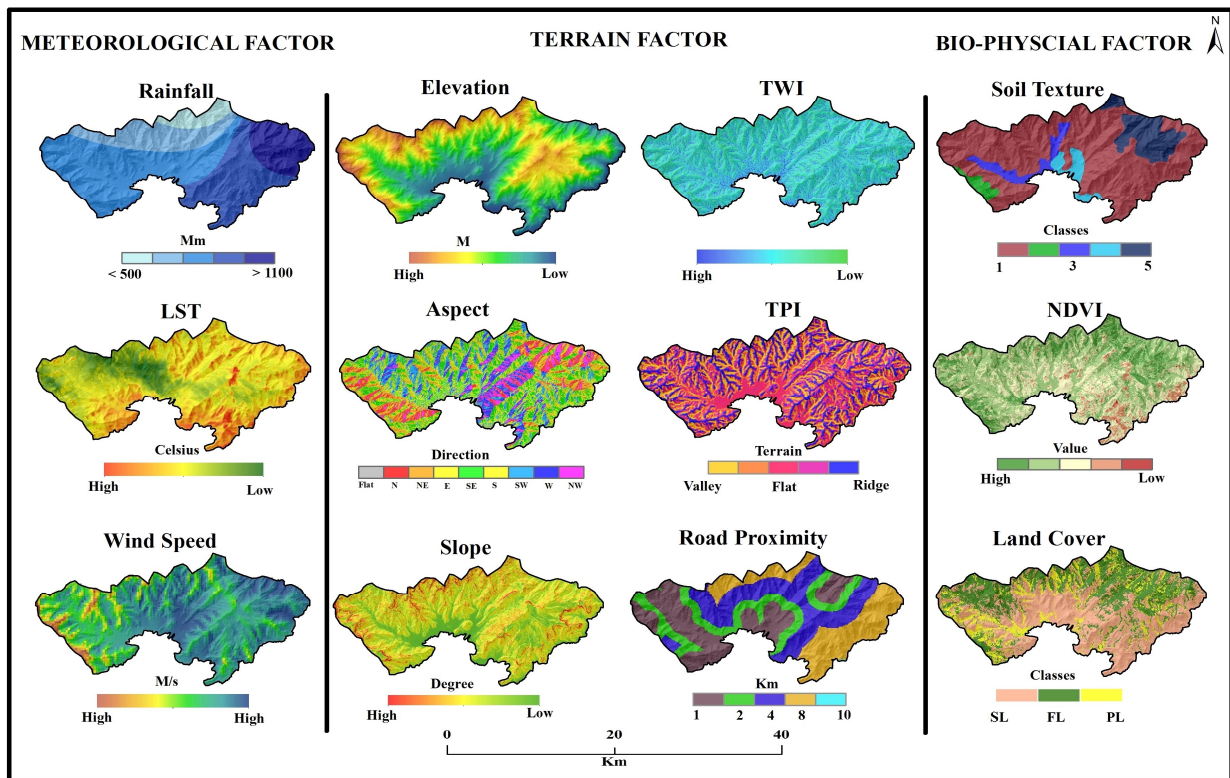 METEOROLOGICAL FACTOR
Rainfall
Mm
< 500 > 1100
LST
Celsius
High Low
Wind Speed
M/s
High High
TERRAIN FACTOR
Elevation
M
High Low
TWI
High Low
Aspect
Direction
Flat N NE E SE S SW W NW
TPI
Terrain
Valley Flat Ridge
Slope
Degree
High Low
Road Proximity
Km
1 2 4 8 10
0 20 40
Km
BIO-PHYSCIAL FACTOR
N
Soil Texture
Classes
1 3 5
NDVI
Value
High Low
Land Cover
Classes
SL FL PL